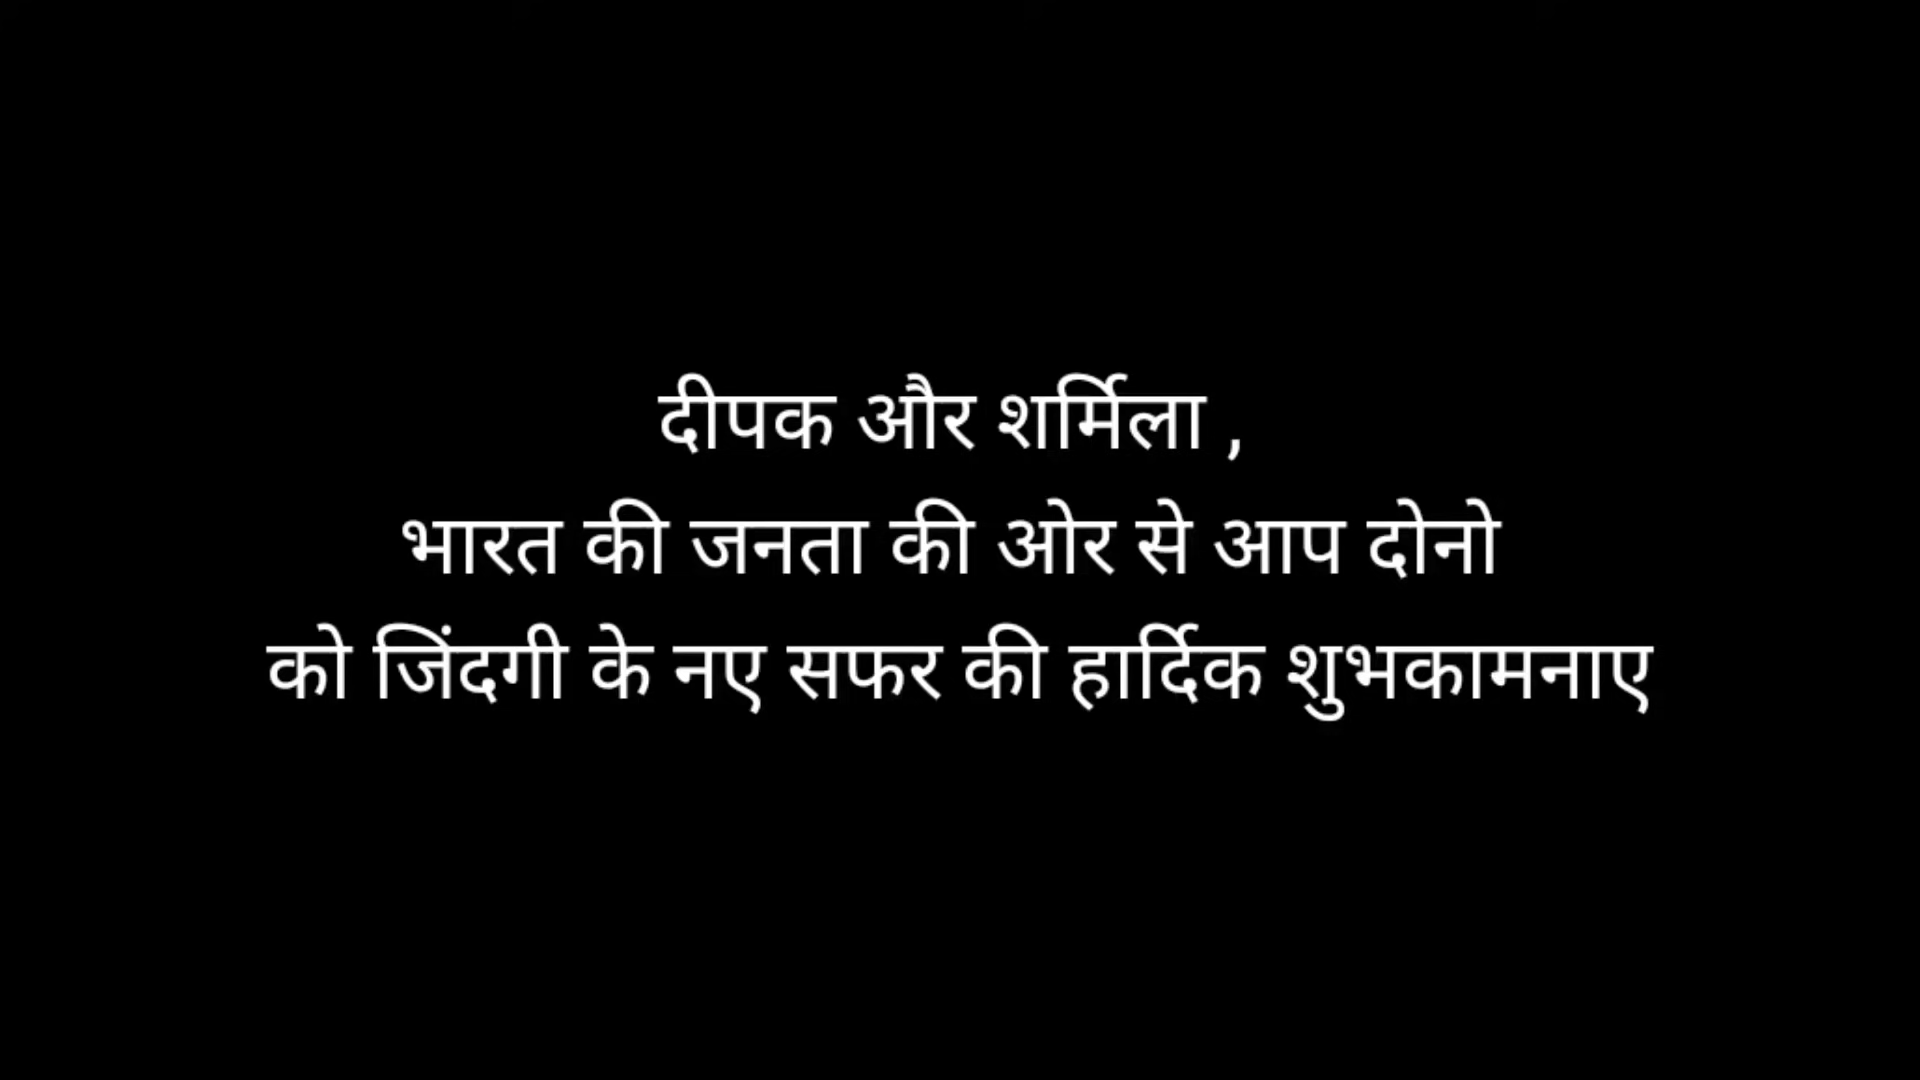 दीपक और शर्मिला ,
भारत की जनता की ओर से आप दोनो
को जिंदगी के नए सफर की हार्दिक शुभकामनाए